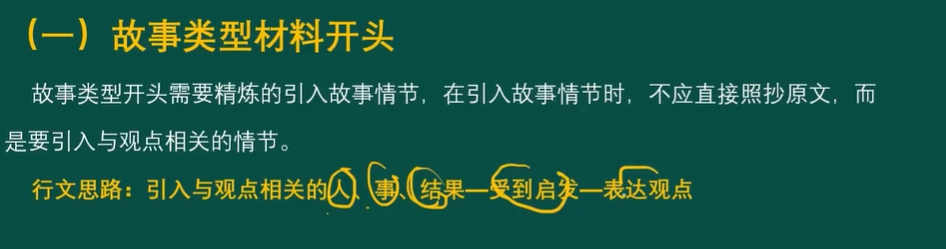 （一）故事类型材料开头
故事类型开头需要精炼的引入故事情节，在引入故事情节时，不应直接照抄原文，而
是要引入与观点相关的情节。
行文思路：引入与观点相关的人、事、结果—受到启发—表达观点